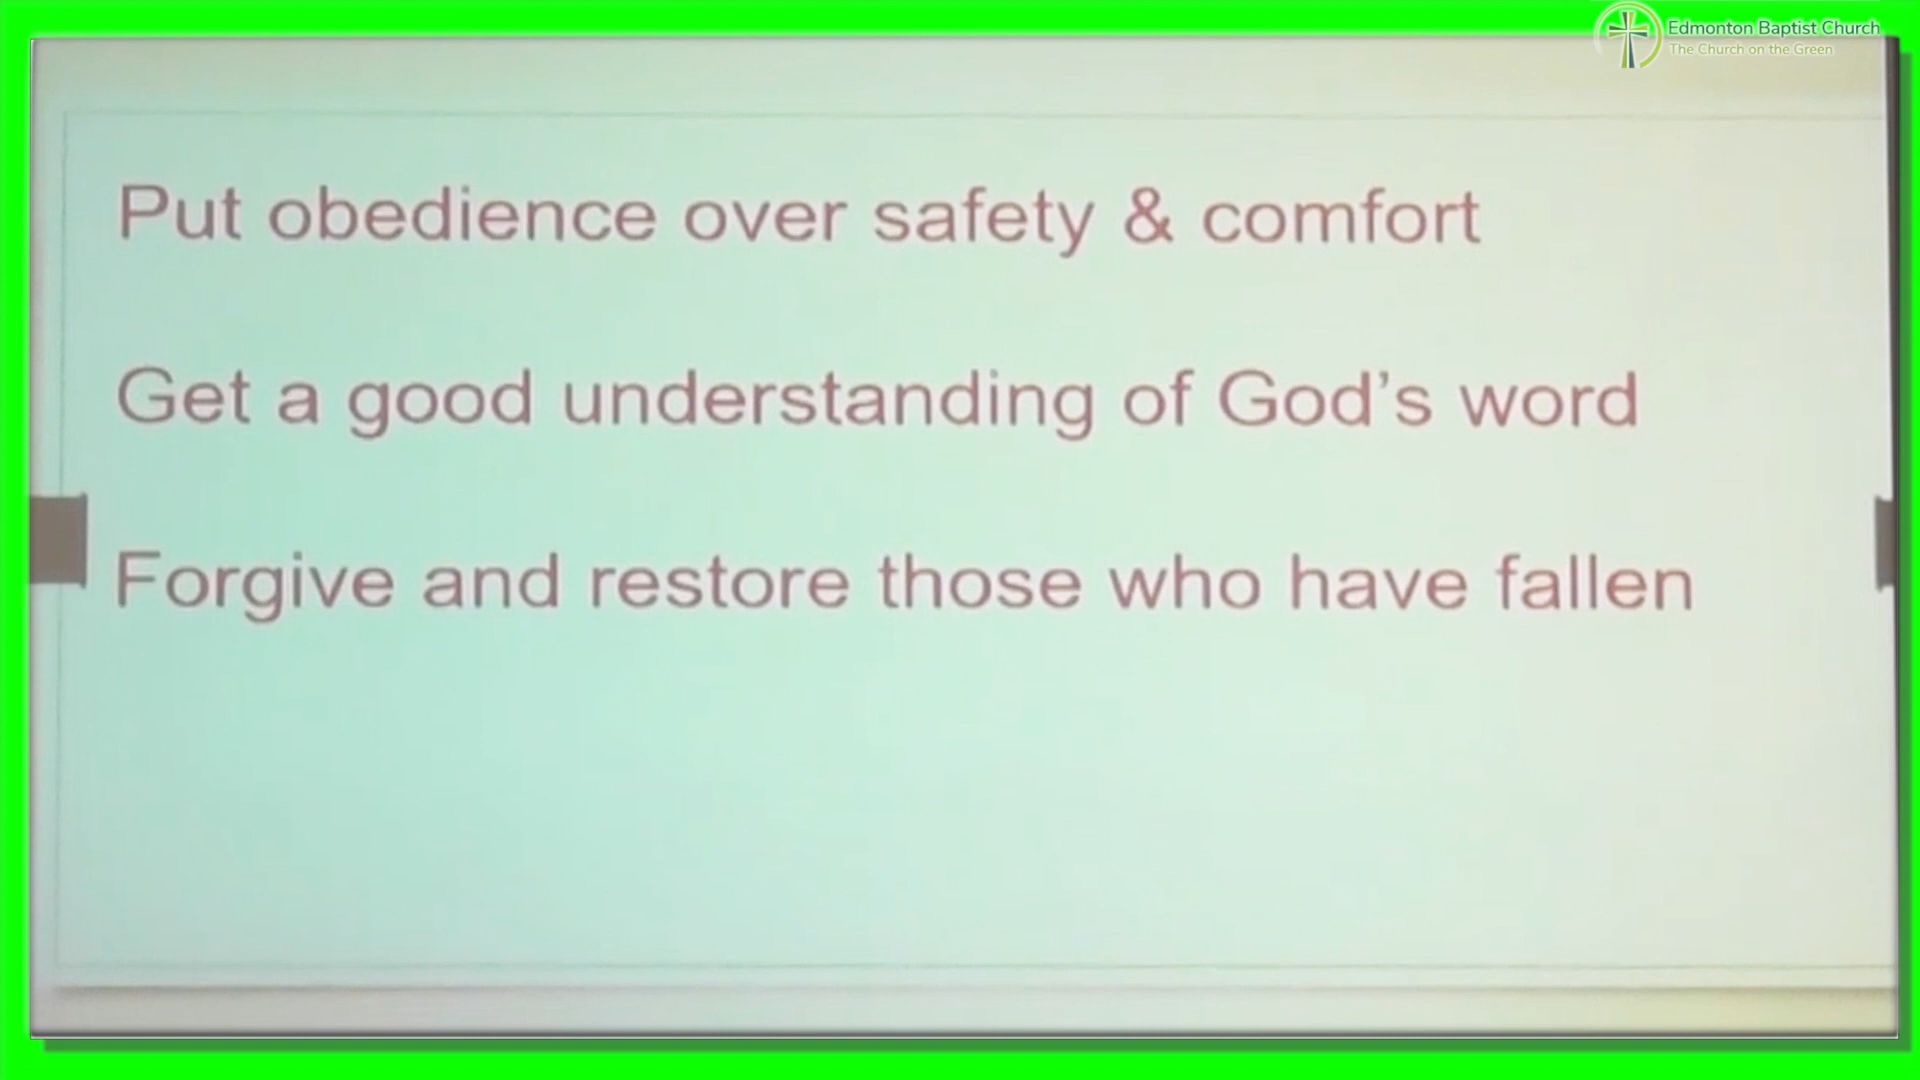 Edmonton Baptist Church
The Church on the Green
Put obedience over safety & comfort
Get a good understanding of God’s word
Forgive and restore those who have fallen